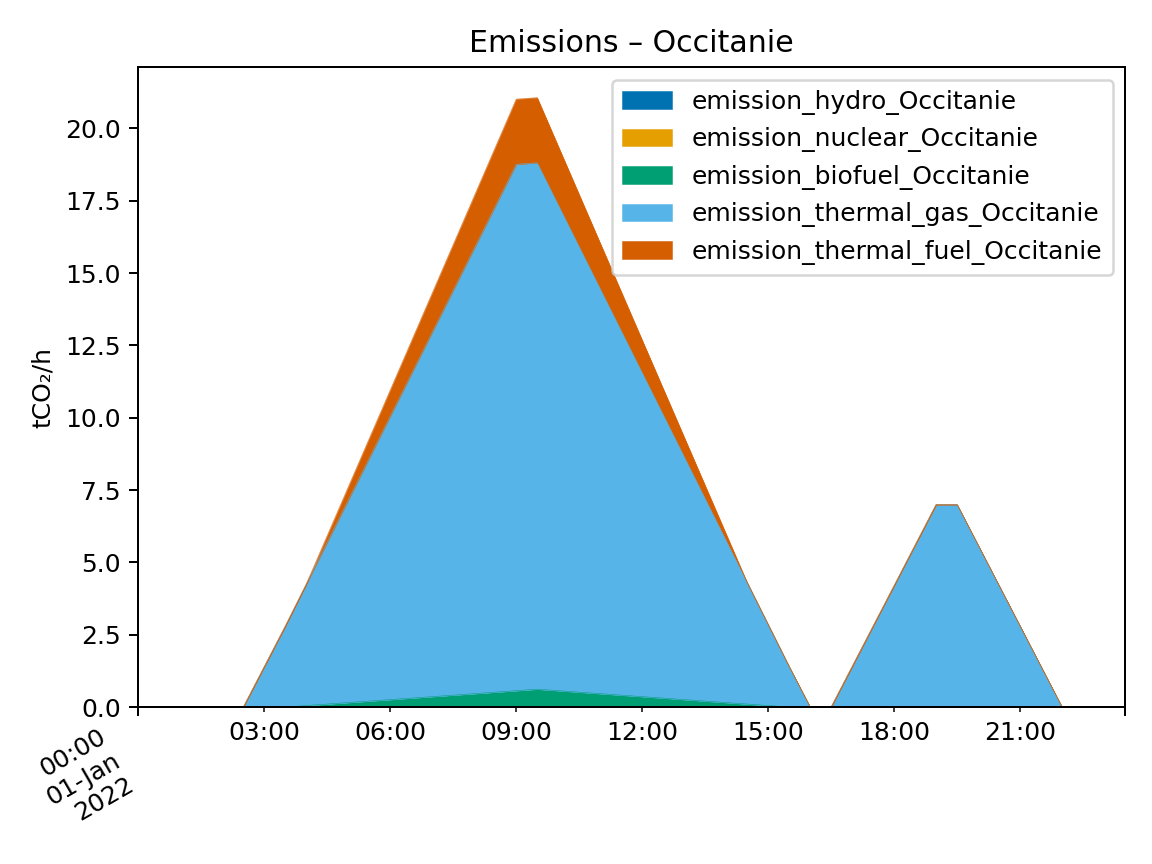 Emissions – Occitanie
emission_hydro_Occitanie
emission_nuclear_Occitanie
emission_biofuel_Occitanie
emission_thermal_gas_Occitanie
emission_thermal_fuel_Occitanie
tCO₂/h
20.0
17.5
15.0
12.5
10.0
7.5
5.0
2.5
0.0
00:00
01-Jan
2022
03:00
06:00
09:00
12:00
15:00
18:00
21:00